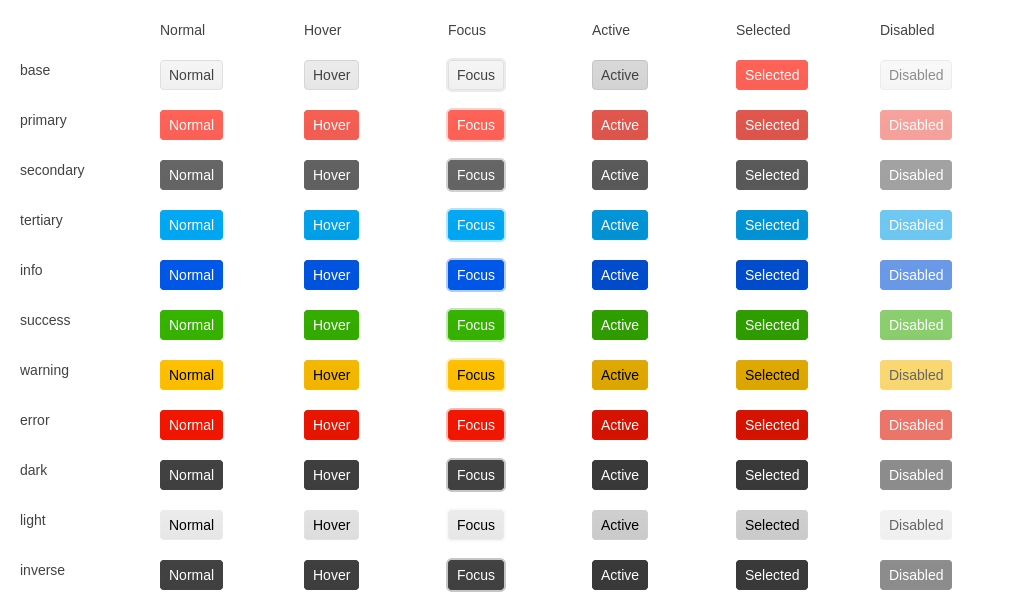 Normal Hover Focus Active Selected Disabled
base Normal Hover Focus Active Selected Disabled
primary Normal Hover Focus Active Selected Disabled
secondary Normal Hover Focus Active Selected Disabled
tertiary Normal Hover Focus Active Selected Disabled
info Normal Hover Focus Active Selected Disabled
success Normal Hover Focus Active Selected Disabled
warning Normal Hover Focus Active Selected Disabled
error Normal Hover Focus Active Selected Disabled
dark Normal Hover Focus Active Selected Disabled
light Normal Hover Focus Active Selected Disabled
inverse Normal Hover Focus Active Selected Disabled